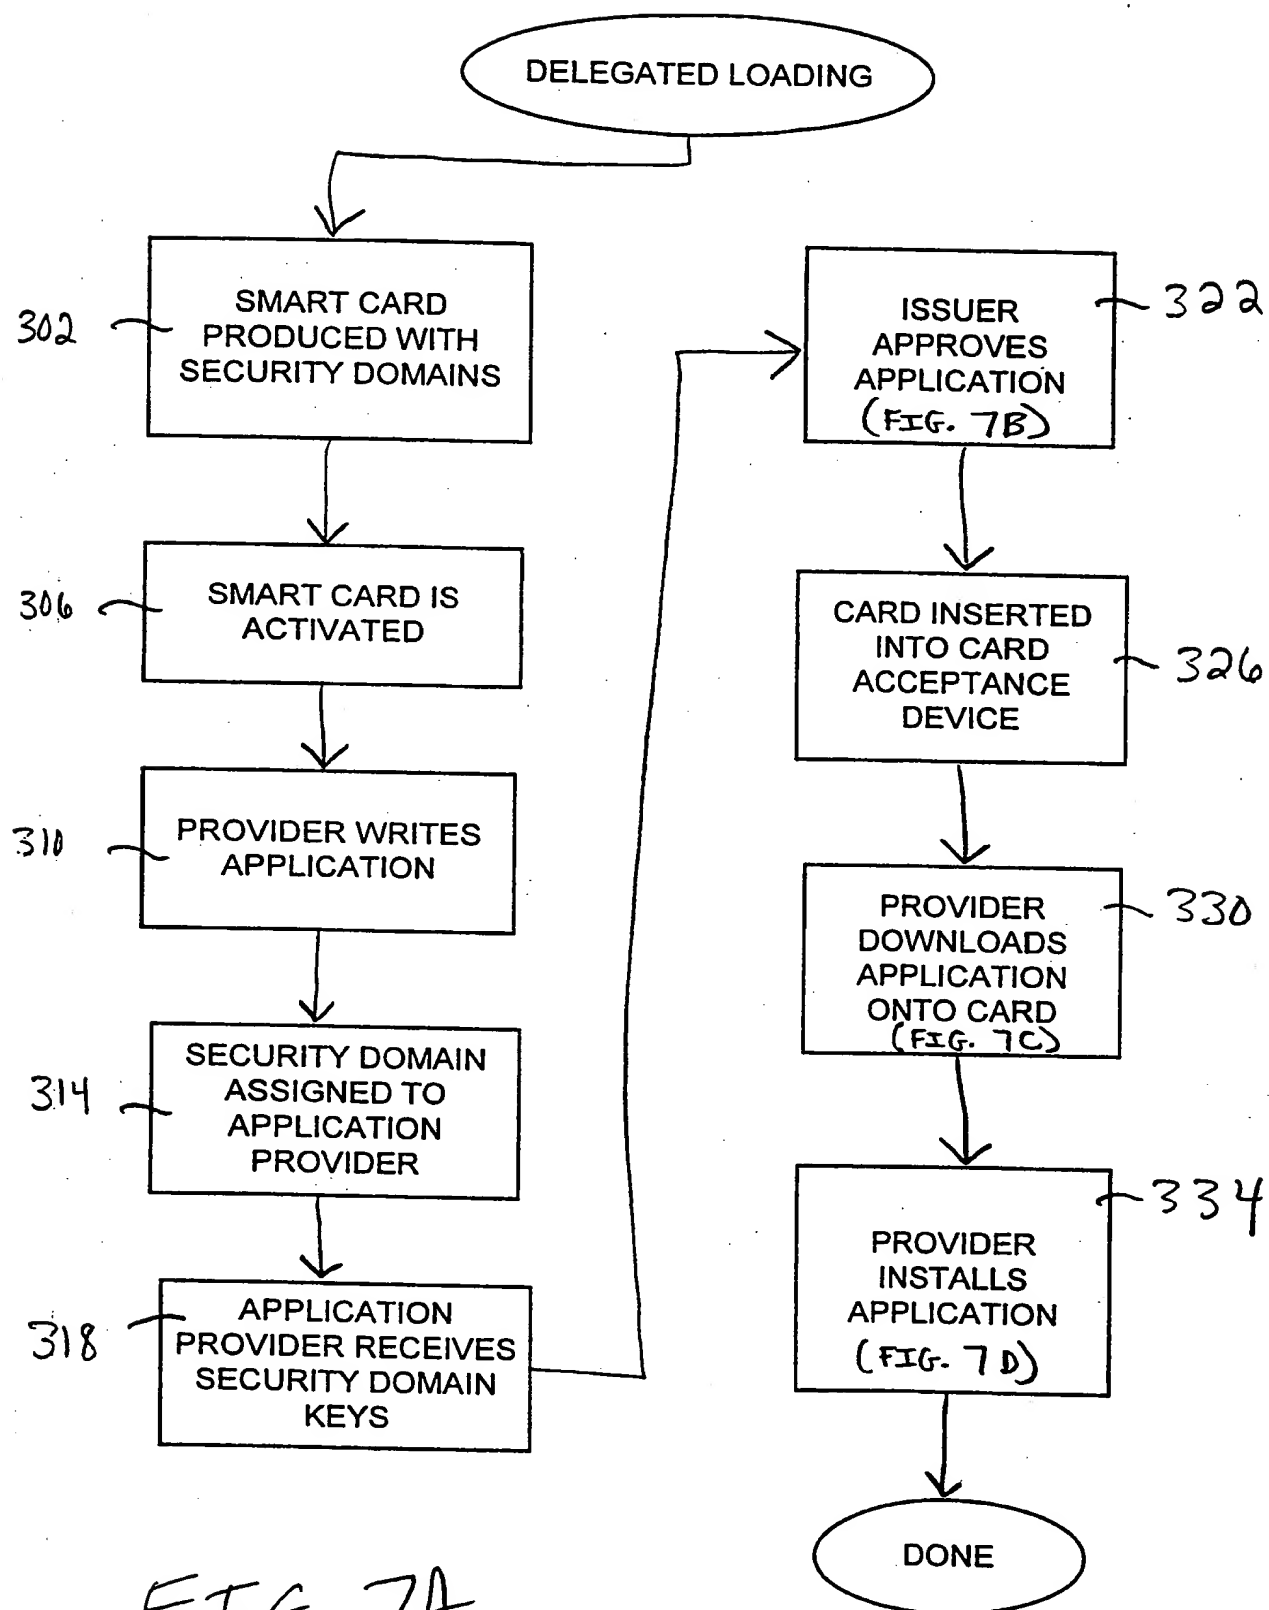 DELEGATED LOADING
302
SMART CARD
PRODUCED WITH
SECURITY DOMAINS
306
SMART CARD IS
ACTIVATED
310
PROVIDER WRITES
APPLICATION
314
SECURITY DOMAIN
ASSIGNED TO
APPLICATION
PROVIDER
318
APPLICATION
PROVIDER RECEIVES
SECURITY DOMAIN
KEYS
322
ISSUER
APPROVES
APPLICATION
(FIG. 7B)
326
CARD INSERTED
INTO CARD
ACCEPTANCE
DEVICE
330
PROVIDER
DOWNLOADS
APPLICATION
ONTO CARD
(FIG. 7C)
334
PROVIDER
INSTALLS
APPLICATION
(FIG. 7D)
DONE
FIG. 7A